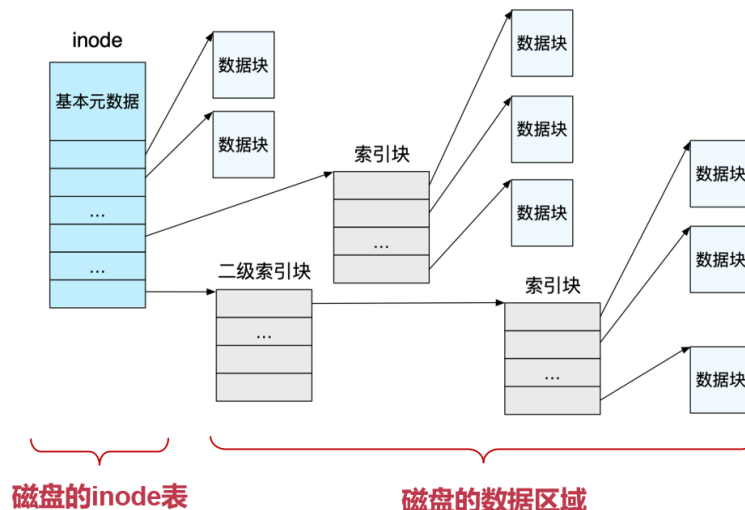 inode
基本元数据
...
...
数据块
数据块
索引块
...
数据块
数据块
数据块
二级索引块
...
索引块
...
数据块
数据块
数据块
磁盘的inode表
磁盘的数据区域